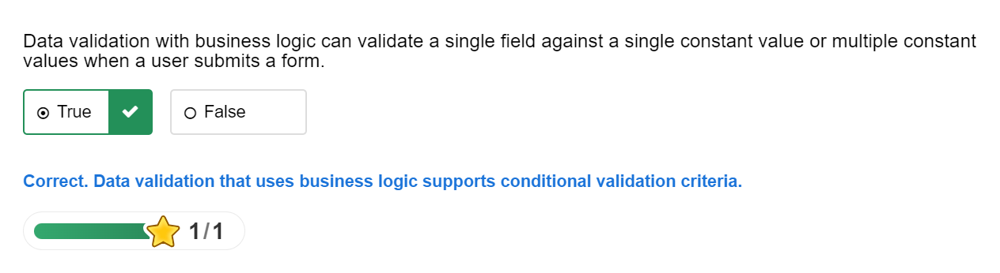 Data validation with business logic can validate a single field against a single constant value or multiple constant
values when a user submits a form.
True
False
Correct. Data validation that uses business logic supports conditional validation criteria.
1/1